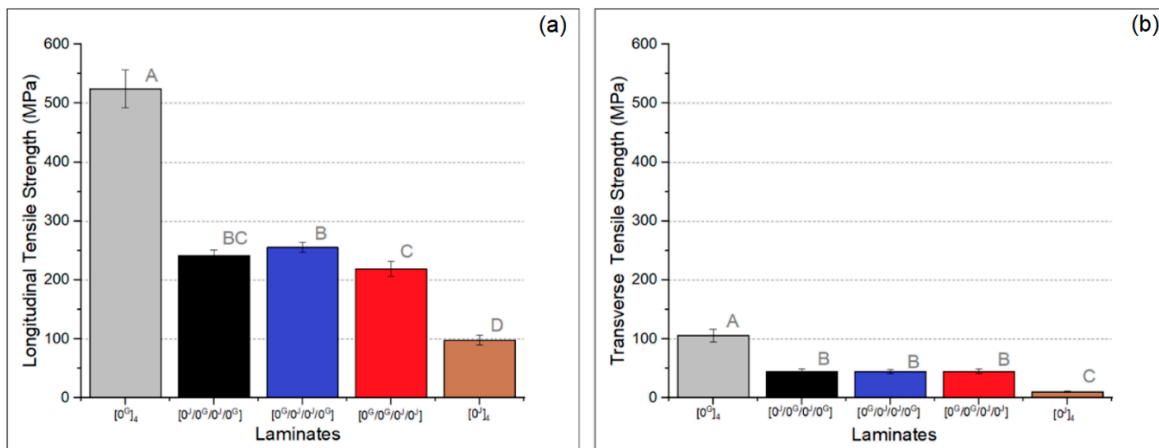 (a)
Longitudinal Tensile Strength (MPa)
600
500
400
300
200
100
0
A
BC
B
C
D
[0ᴳ]₄
[0ᴶ/0ᴳ/0ᴶ/0ᴳ]
[0ᴳ/0ᴶ/0ᴶ/0ᴳ]
[0ᴳ/0ᴳ/0ᴶ/0ᴶ]
[0ᴶ]₄
Laminates
(b)
Transverse Tensile Strength (MPa)
600
500
400
300
200
100
0
A
B
B
B
C
[0ᴳ]₄
[0ᴶ/0ᴳ/0ᴶ/0ᴳ]
[0ᴳ/0ᴶ/0ᴶ/0ᴳ]
[0ᴳ/0ᴳ/0ᴶ/0ᴶ]
[0ᴶ]₄
Laminates